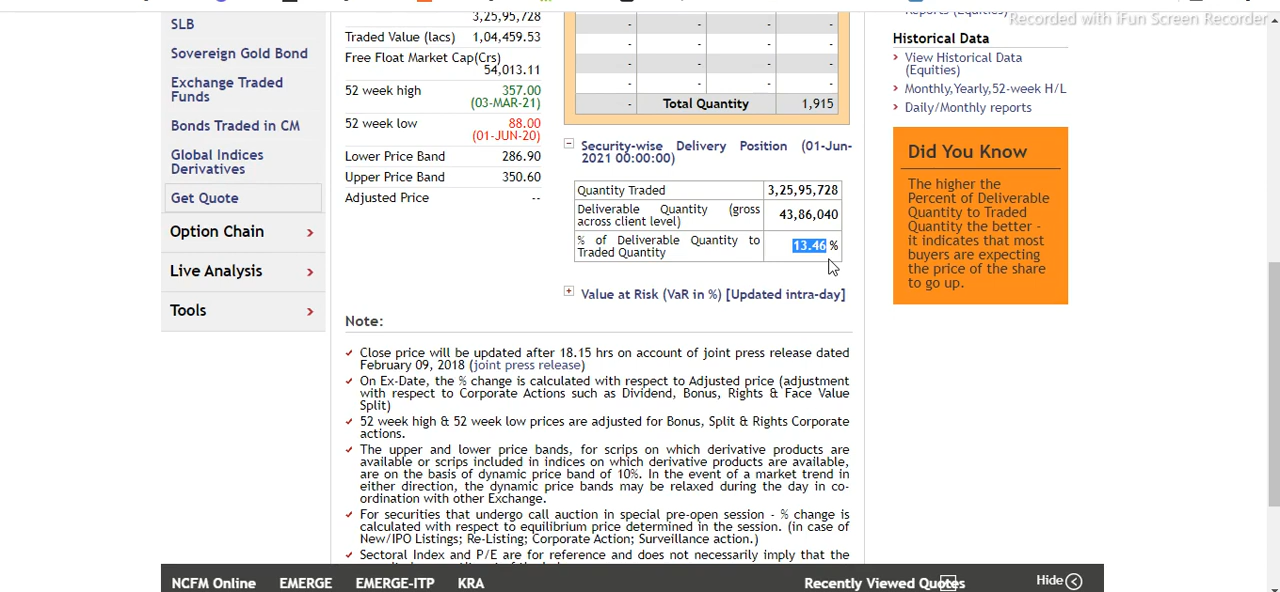 Recorded with iFun Screen Recorder
SLB
Sovereign Gold Bond
Exchange Traded
Funds
Bonds Traded in CM
Global Indices
Derivatives
Get Quote
Option Chain
Live Analysis
Tools
3,25,95,728
Traded Value (lacs) 1,04,459.53
Free Float Market Cap(Crs)
54,013.11
52 week high 357.00
(03-MAR-21)
52 week low 88.00
(01-JUN-20)
Lower Price Band 286.90
Upper Price Band 350.60
Adjusted Price --
- - - -
- - - -
- - - -
- - - -
- Total Quantity 1,915
Security-wise Delivery Position (01-Jun-
2021 00:00:00)
Quantity Traded 3,25,95,728
Deliverable Quantity (gross
across client level) 43,86,040
% of Deliverable Quantity to
Traded Quantity 13.46 %
Value at Risk (VaR in %) [Updated intra-day]
Note:
Close price will be updated after 18.15 hrs on account of joint press release dated
February 09, 2018 (joint press release)
On Ex-Date, the % change is calculated with respect to Adjusted price (adjustment
with respect to Corporate Actions such as Dividend, Bonus, Rights & Face Value
Split)
52 week high & 52 week low prices are adjusted for Bonus, Split & Rights Corporate
actions.
The upper and lower price bands, for scrips on which derivative products are
available or scrips included in indices on which derivative products are available,
are on the basis of dynamic price band of 10%. In the event of a market trend in
either direction, the dynamic price bands may be relaxed during the day in co-
ordination with other Exchange.
For securities that undergo call auction in special pre-open session - % change is
calculated with respect to equilibrium price determined in the session. (in case of
New/IPO Listings; Re-Listing; Corporate Action; Surveillance action.)
Sectoral Index and P/E are for reference and does not necessarily imply that the
Reports (Equities)
Historical Data
View Historical Data
(Equities)
Monthly,Yearly,52-week H/L
Daily/Monthly reports
Did You Know
The higher the
Percent of Deliverable
Quantity to Traded
Quantity the better -
it indicates that most
buyers are expecting
the price of the share
to go up.
NCFM Online EMERGE EMERGE-ITP KRA Recently Viewed Quotes Hide